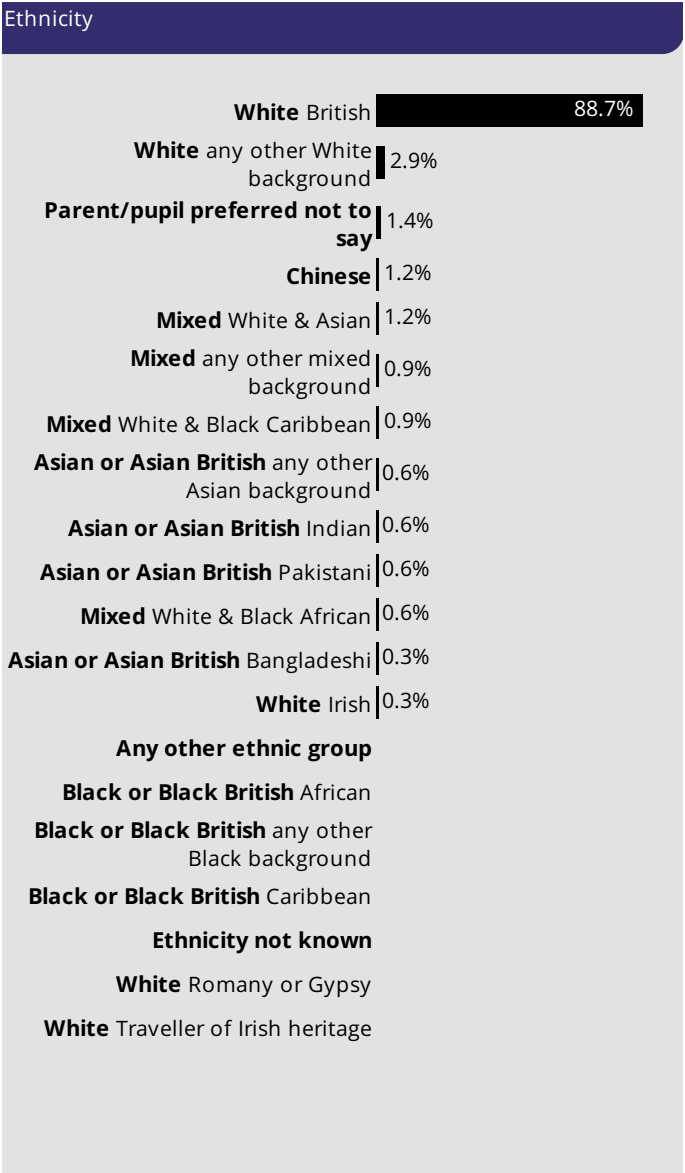 Ethnicity
White British 88.7%
White any other White
background 2.9%
Parent/pupil preferred not to
say 1.4%
Chinese 1.2%
Mixed White & Asian 1.2%
Mixed any other mixed
background 0.9%
Mixed White & Black Caribbean 0.9%
Asian or Asian British any other
Asian background 0.6%
Asian or Asian British Indian 0.6%
Asian or Asian British Pakistani 0.6%
Mixed White & Black African 0.6%
Asian or Asian British Bangladeshi 0.3%
White Irish 0.3%
Any other ethnic group
Black or Black British African
Black or Black British any other
Black background
Black or Black British Caribbean
Ethnicity not known
White Romany or Gypsy
White Traveller of Irish heritage